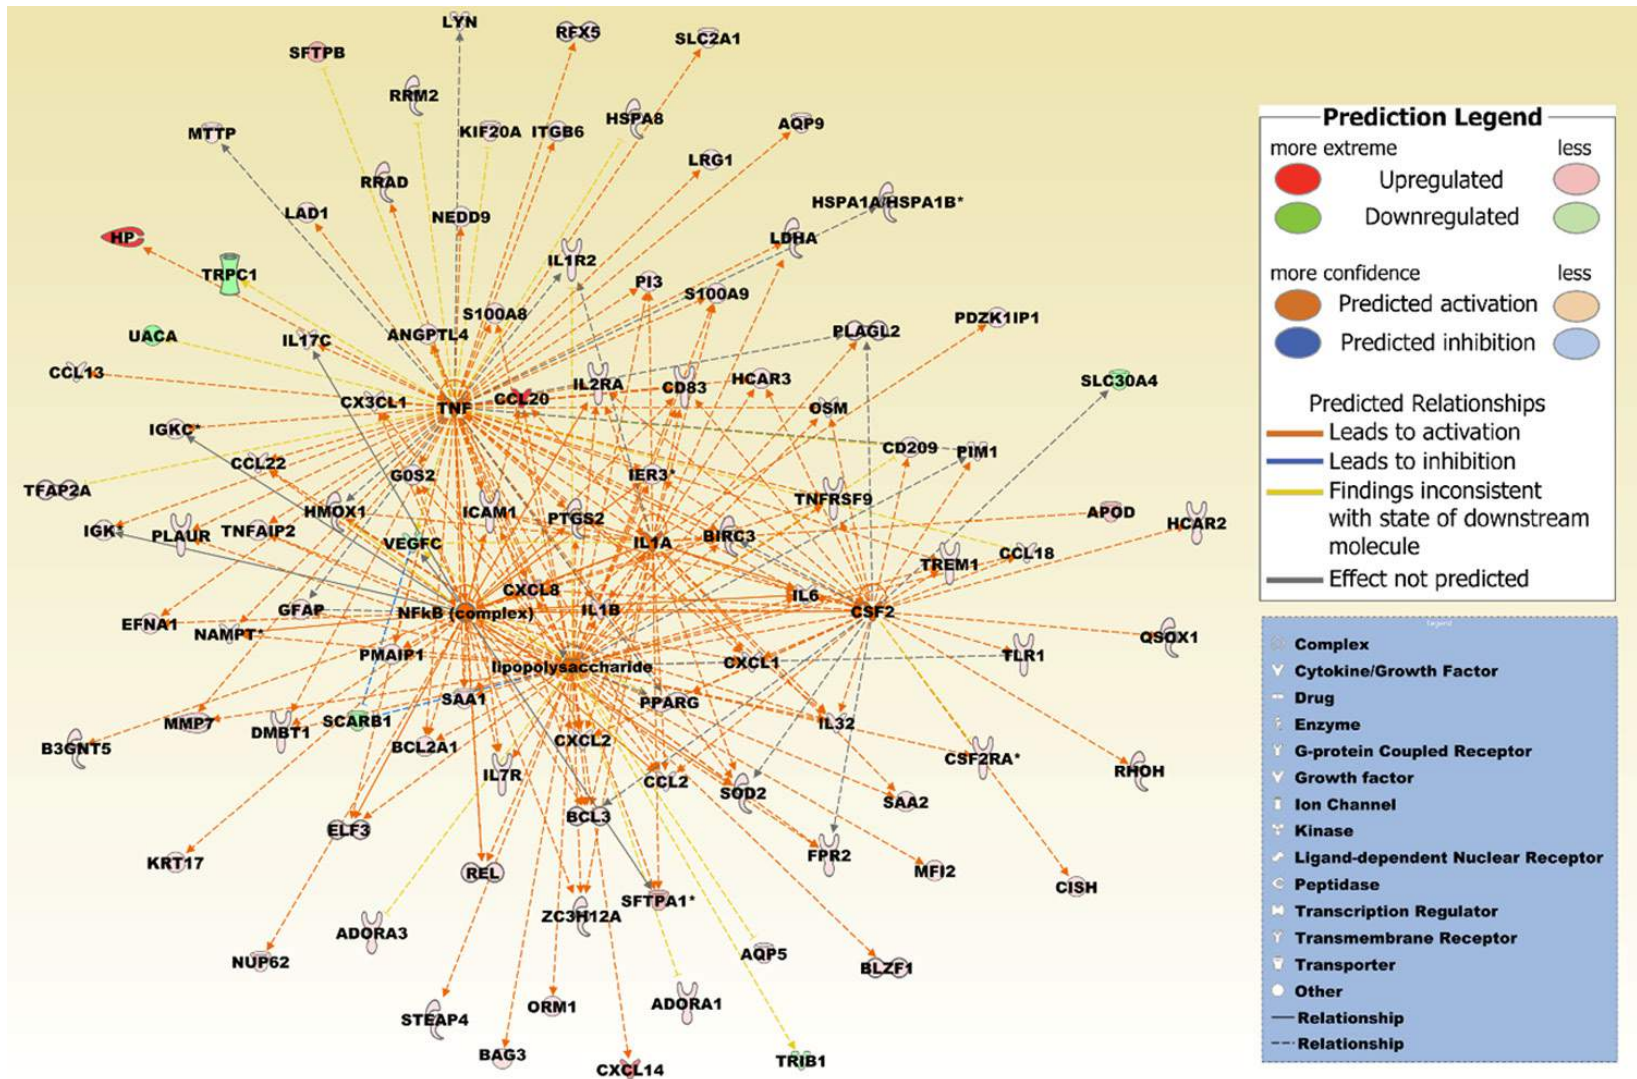 LYN
RFX5
SLC2A1
SFTPB
RRM2
HSPA8
AQP9
MTTP
KIF20A
ITGB6
LRG1
RRAD
HSPA1A/HSPA1B*
LAD1
NEDD9
HP
LDHA
IL1R2
TRPC1
PI3
S100A9
S100A8
PDZK1IP1
UACA
IL17C
ANGPTL4
PLAGL2
CCL13
IL2RA
CD83
HCAR3
SLC30A4
CX3CL1
TNF
CCL20
OSM
IGKC*
CD209
PIM1
CCL22
G0S2
IER3*
TFAP2A
TNFRSF9
HMOX1
ICAM1
PTGS2
APOD
HCAR2
IGK*
PLAUR
TNFAIP2
VEGFC
IL1A
BIRC3
CCL18
TREM1
CXCL8
IL6
GFAP
NFkB (complex)
IL1B
CSF2
EFNA1
NAMPT*
QSOX1
PMAIP1
lipopolysaccharide
CXCL1
TLR1
SAA1
PPARG
MMP7
DMBT1
SCARB1
IL32
B3GNT5
BCL2A1
CXCL2
CSF2RA*
IL7R
CCL2
SOD2
RHOH
SAA2
ELF3
BCL3
KRT17
FPR2
REL
MFI2
CISH
SFTPA1*
ZC3H12A
ADORA3
AQP5
NUP62
BLZF1
ORM1
ADORA1
STEAP4
BAG3
CXCL14
TRIB1
Prediction Legend
more extreme less
Upregulated
Downregulated
more confidence less
Predicted activation
Predicted inhibition
Predicted Relationships
Leads to activation
Leads to inhibition
Findings inconsistent
with state of downstream
molecule
Effect not predicted
Legend
Complex
Cytokine/Growth Factor
Drug
Enzyme
G-protein Coupled Receptor
Growth factor
Ion Channel
Kinase
Ligand-dependent Nuclear Receptor
Peptidase
Transcription Regulator
Transmembrane Receptor
Transporter
Other
Relationship
Relationship